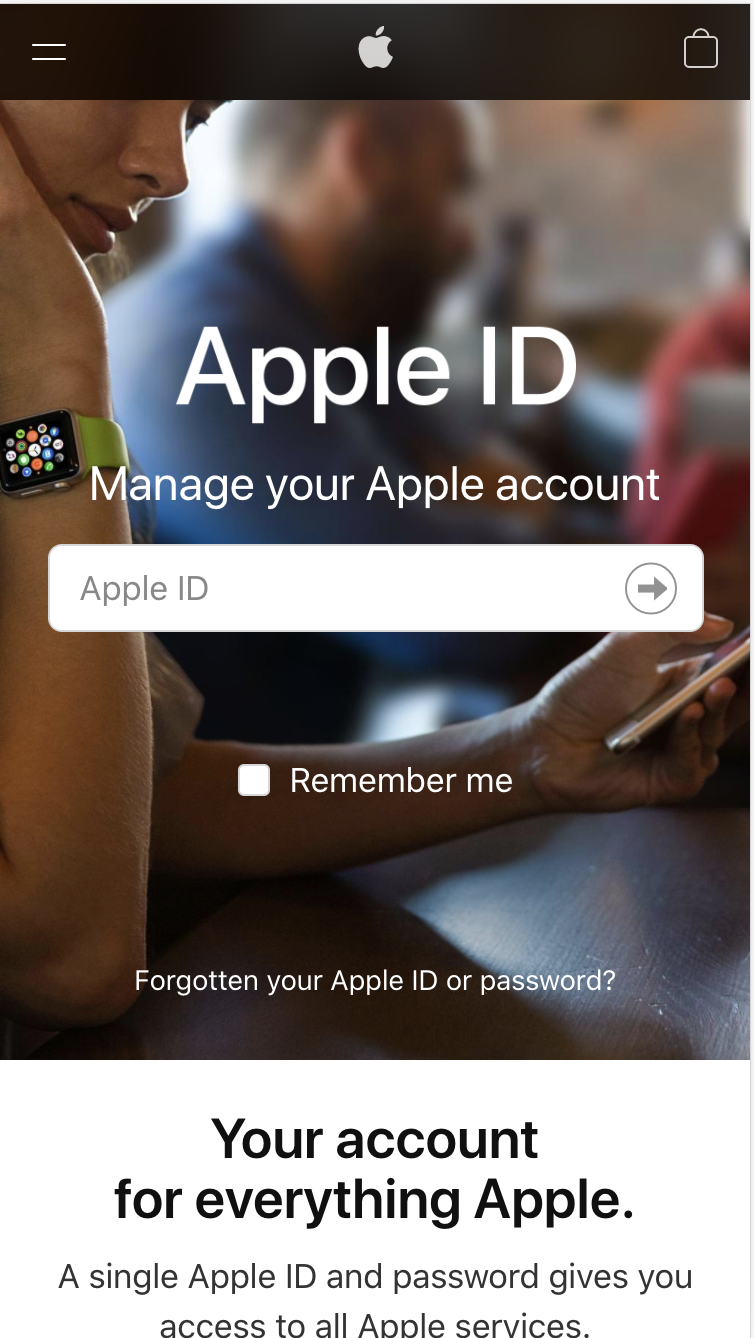 Apple ID
Manage your Apple account
Apple ID
Remember me
Forgotten your Apple ID or password?
Your account
for everything Apple.
A single Apple ID and password gives you
access to all Apple services.